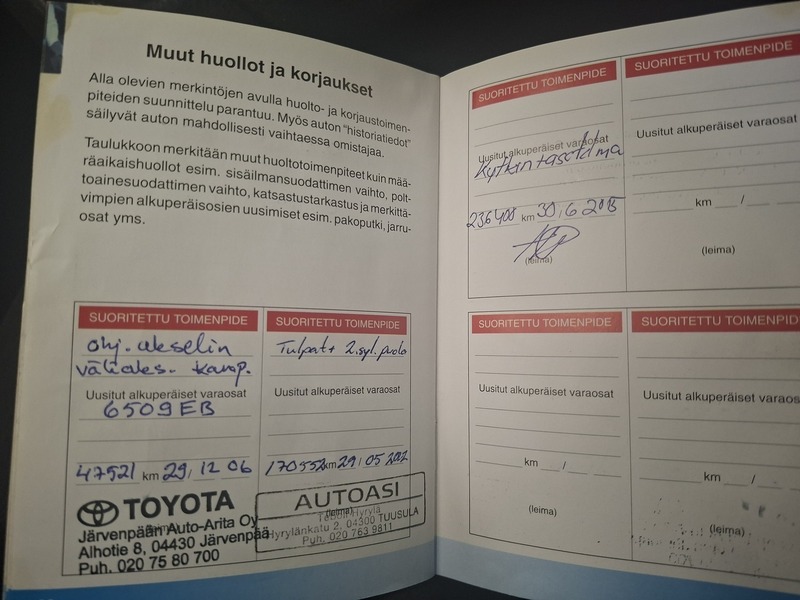 Muut huollot ja korjaukset
Alla olevien merkintöjen avulla huolto- ja korjaustoimen-
piteiden suunnittelu parantuu. Myös auton "historiatiedot"
säilyvät auton mahdollisesti vaihtaessa omistajaa.
Taulukkoon merkitään muut huoltotoimenpiteet kuin mää-
räaikaishuollot esim. sisäilmansuodattimen vaihto, polt-
toainesuodattimen vaihto, katsastustarkastus ja merkittä-
vimpien alkuperäisosien uusimiset esim. pakoputki, jarru-
osat yms.
SUORITETTU TOIMENPIDE
ohj. akselin
väliaks. kamp.
Uusitut alkuperäiset varaosat
6509EB
47521 km 29/12 06
TOYOTA
Järvenpään Auto-Arita Oy
Alhotie 8, 04430 Järvenpää
Puh. 020 75 80 700
SUORITETTU TOIMENPIDE
Tulpat + 2.syl. puola
Uusitut alkuperäiset varaosat
170552 km 29/05 2012
AUTOASI
(leima)
Hyrylä
Hyrylänkatu 2, 04300 TUUSULA
Puh. 020 763 9811
SUORITETTU TOIMENPIDE
Uusitut alkuperäiset varaosat
236400 km 30,6 2015
(leima)
SUORITETTU TOIMENPIDE
Uusitut alkuperäiset varaosat
km /
(leima)
SUORITETTU TOIMENPIDE
Uusitut alkuperäiset varaosat
km /
(leima)
SUORITETTU TOIMENPIDE
Uusitut alkuperäiset varaosat
km /
(leima)